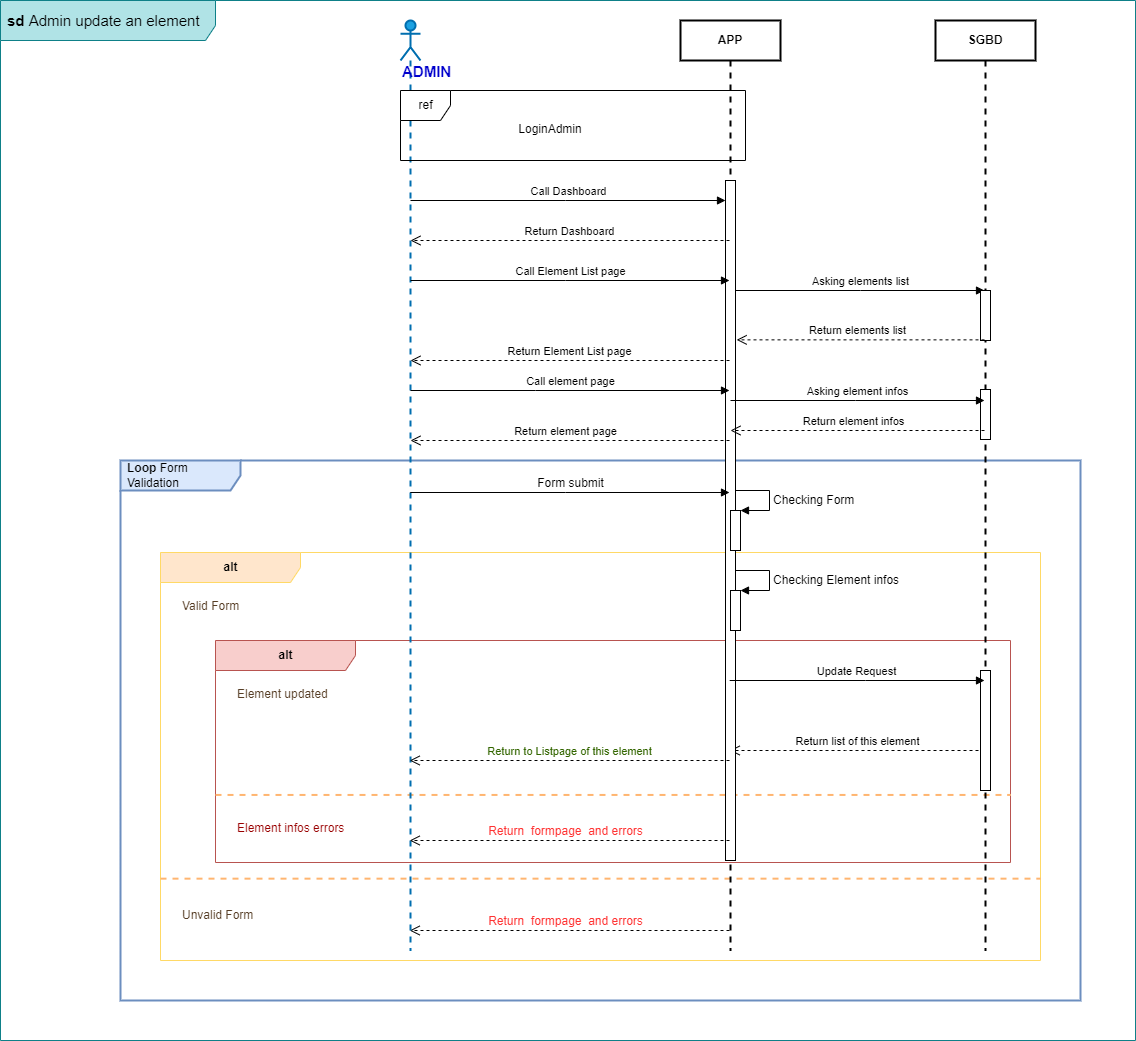 sd Admin update an element
APP
SGBD
ADMIN
ref
LoginAdmin
Call Dashboard
Return Dashboard
Call Element List page
Asking elements list
Return elements list
Return Element List page
Call element page
Asking element infos
Return element infos
Return element page
Loop Form
Validation
Form submit
Checking Form
alt
Checking Element infos
Valid Form
alt
Update Request
Element updated
Return list of this element
Return to Listpage of this element
Element infos errors
Return formpage and errors
Unvalid Form
Return formpage and errors